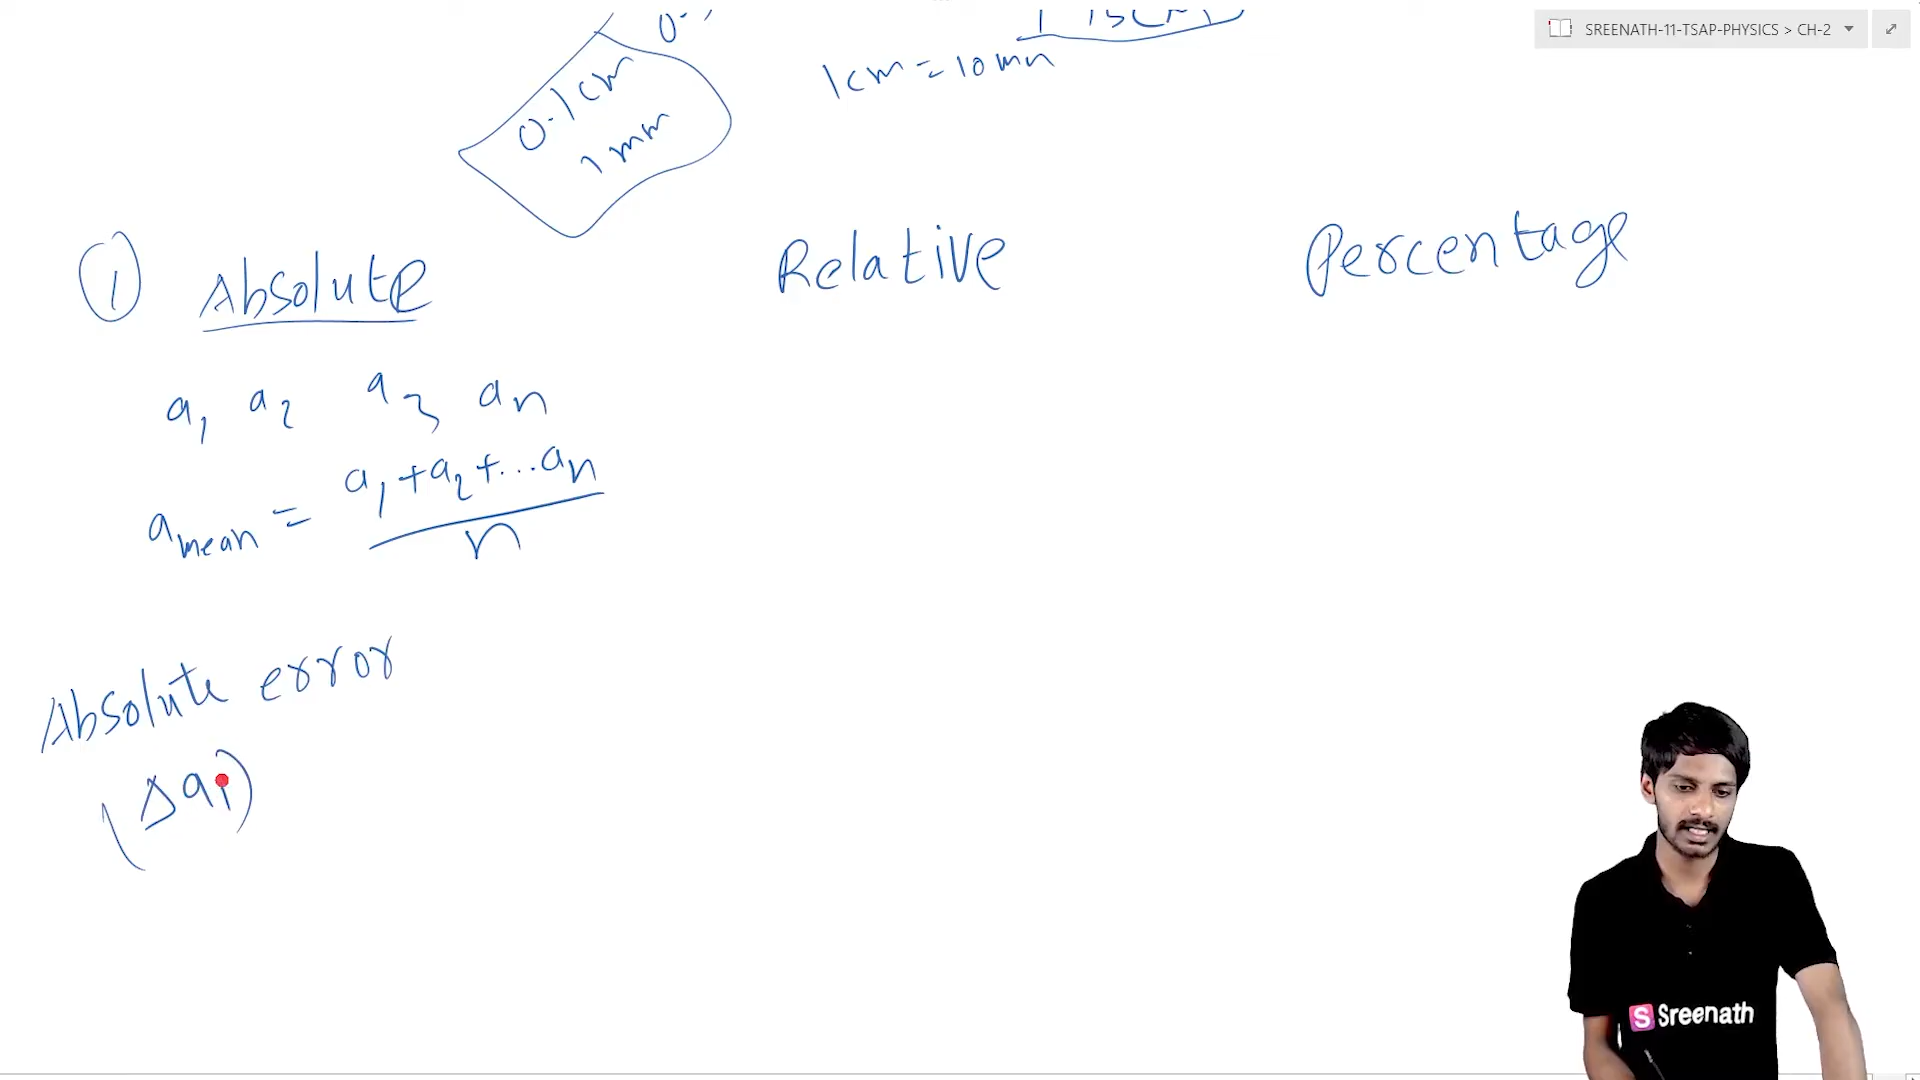 SREENATH-11-TSAP-PHYSICS > CH-2
1cm = 10mm
0.1cm
1mm
① Absolute Relative Percentage
a₁ a₂ a₃ aₙ
a mean = a₁+a₂+...aₙ / n
Absolute error
(Δai)
S Sreenath